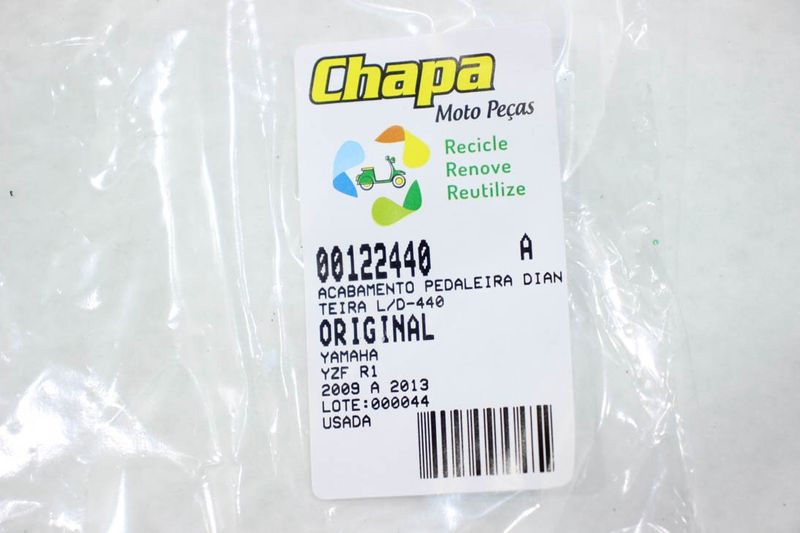 Chapa
Moto Peças
Recicle
Renove
Reutilize
00122440 A
ACABAMENTO PEDALEIRA DIAN
TEIRA L/D-440
ORIGINAL
YAMAHA
YZF R1
2009 A 2013
LOTE:000044
USADA